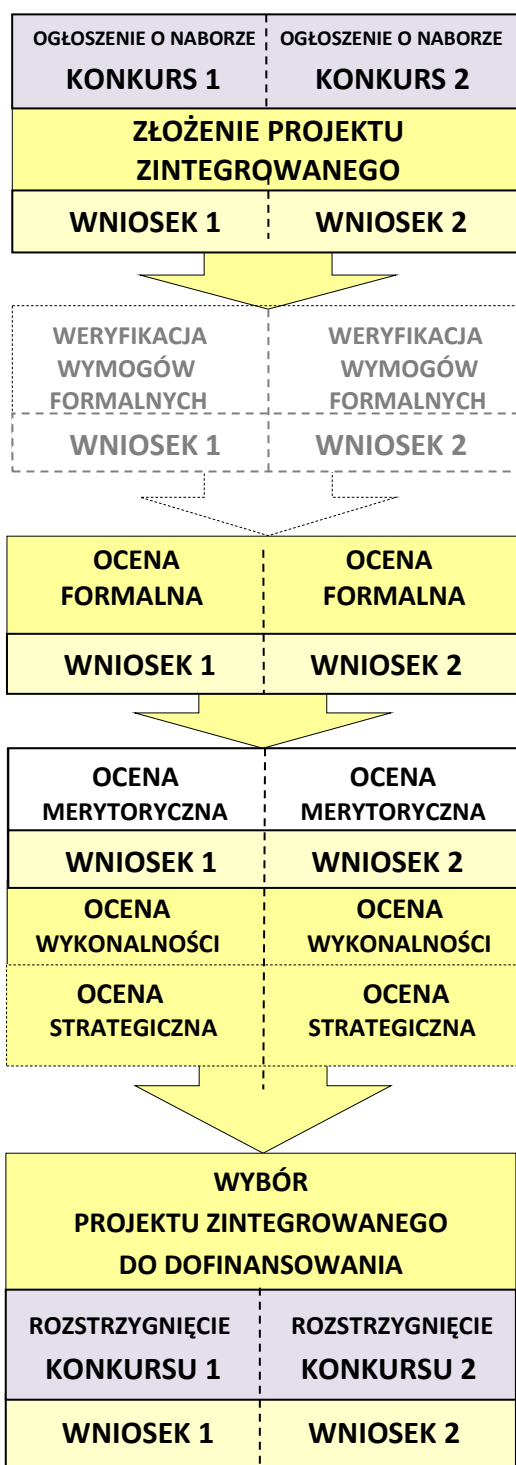 OGŁOSZENIE O NABORZE OGŁOSZENIE O NABORZE
KONKURS 1 KONKURS 2
ZŁOŻENIE PROJEKTU
ZINTEGROWANEGO
WNIOSEK 1 WNIOSEK 2
WERYFIKACJA WERYFIKACJA
WYMOGÓW WYMOGÓW
FORMALNYCH FORMALNYCH
WNIOSEK 1 WNIOSEK 2
OCENA OCENA
FORMALNA FORMALNA
WNIOSEK 1 WNIOSEK 2
OCENA OCENA
MERYTORYCZNA MERYTORYCZNA
WNIOSEK 1 WNIOSEK 2
OCENA OCENA
WYKONALNOŚCI WYKONALNOŚCI
OCENA OCENA
STRATEGICZNA STRATEGICZNA
WYBÓR
PROJEKTU ZINTEGROWANEGO
DO DOFINANSOWANIA
ROZSTRZYGNIĘCIE ROZSTRZYGNIĘCIE
KONKURSU 1 KONKURSU 2
WNIOSEK 1 WNIOSEK 2